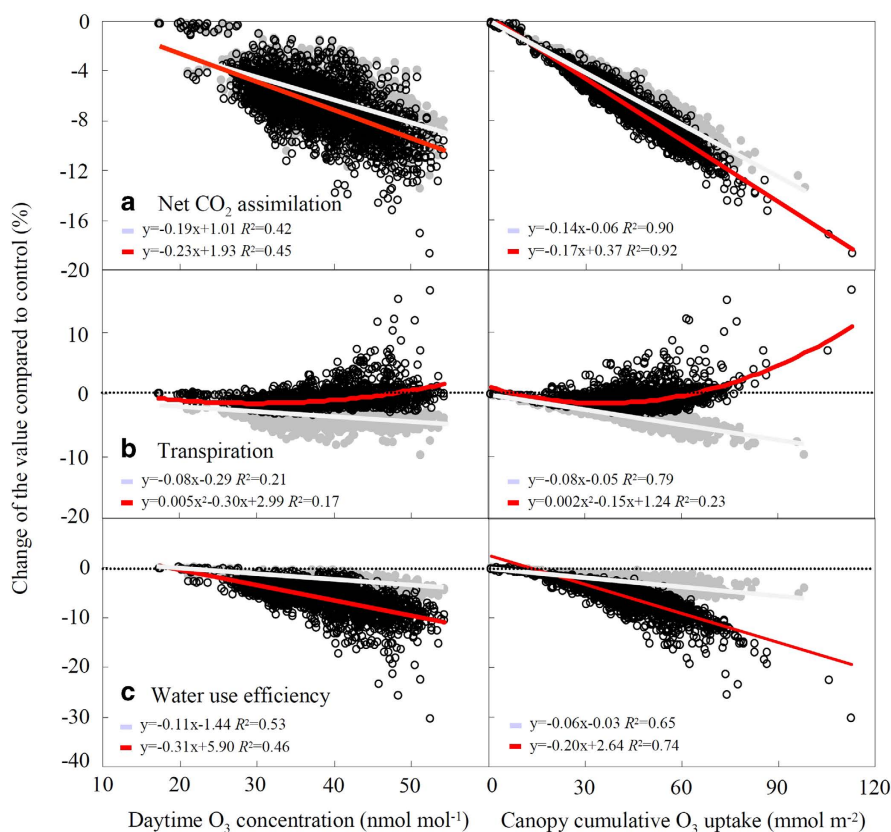 Change of the value compared to control (%)
0
-4
-8
-12
-16
-20
a Net CO₂ assimilation
y=-0.19x+1.01 R²=0.42
y=-0.23x+1.93 R²=0.45
y=-0.14x-0.06 R²=0.90
y=-0.17x+0.37 R²=0.92
10
0
-10
-20
b Transpiration
y=-0.08x-0.29 R²=0.21
y=0.005x²-0.30x+2.99 R²=0.17
y=-0.08x-0.05 R²=0.79
y=0.002x²-0.15x+1.24 R²=0.23
0
-10
-20
-30
-40
c Water use efficiency
y=-0.11x-1.44 R²=0.53
y=-0.31x+5.90 R²=0.46
y=-0.06x-0.03 R²=0.65
y=-0.20x+2.64 R²=0.74
10 20 30 40 50 0 30 60 90 120
Daytime O₃ concentration (nmol mol⁻¹) Canopy cumulative O₃ uptake (mmol m⁻²)